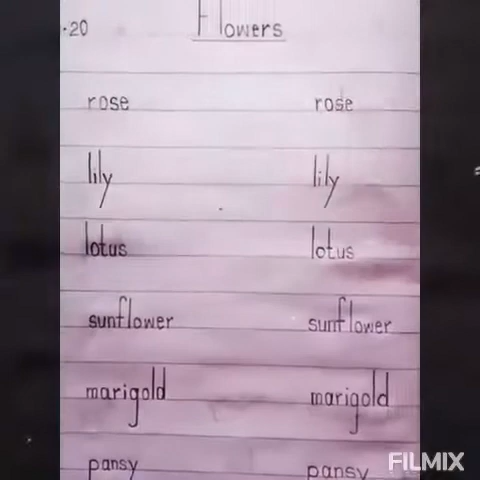 .20 Flowers
rose rose
lily lily
lotus lotus
sunflower sunflower
marigold marigold
pansy pansy
FILMIX